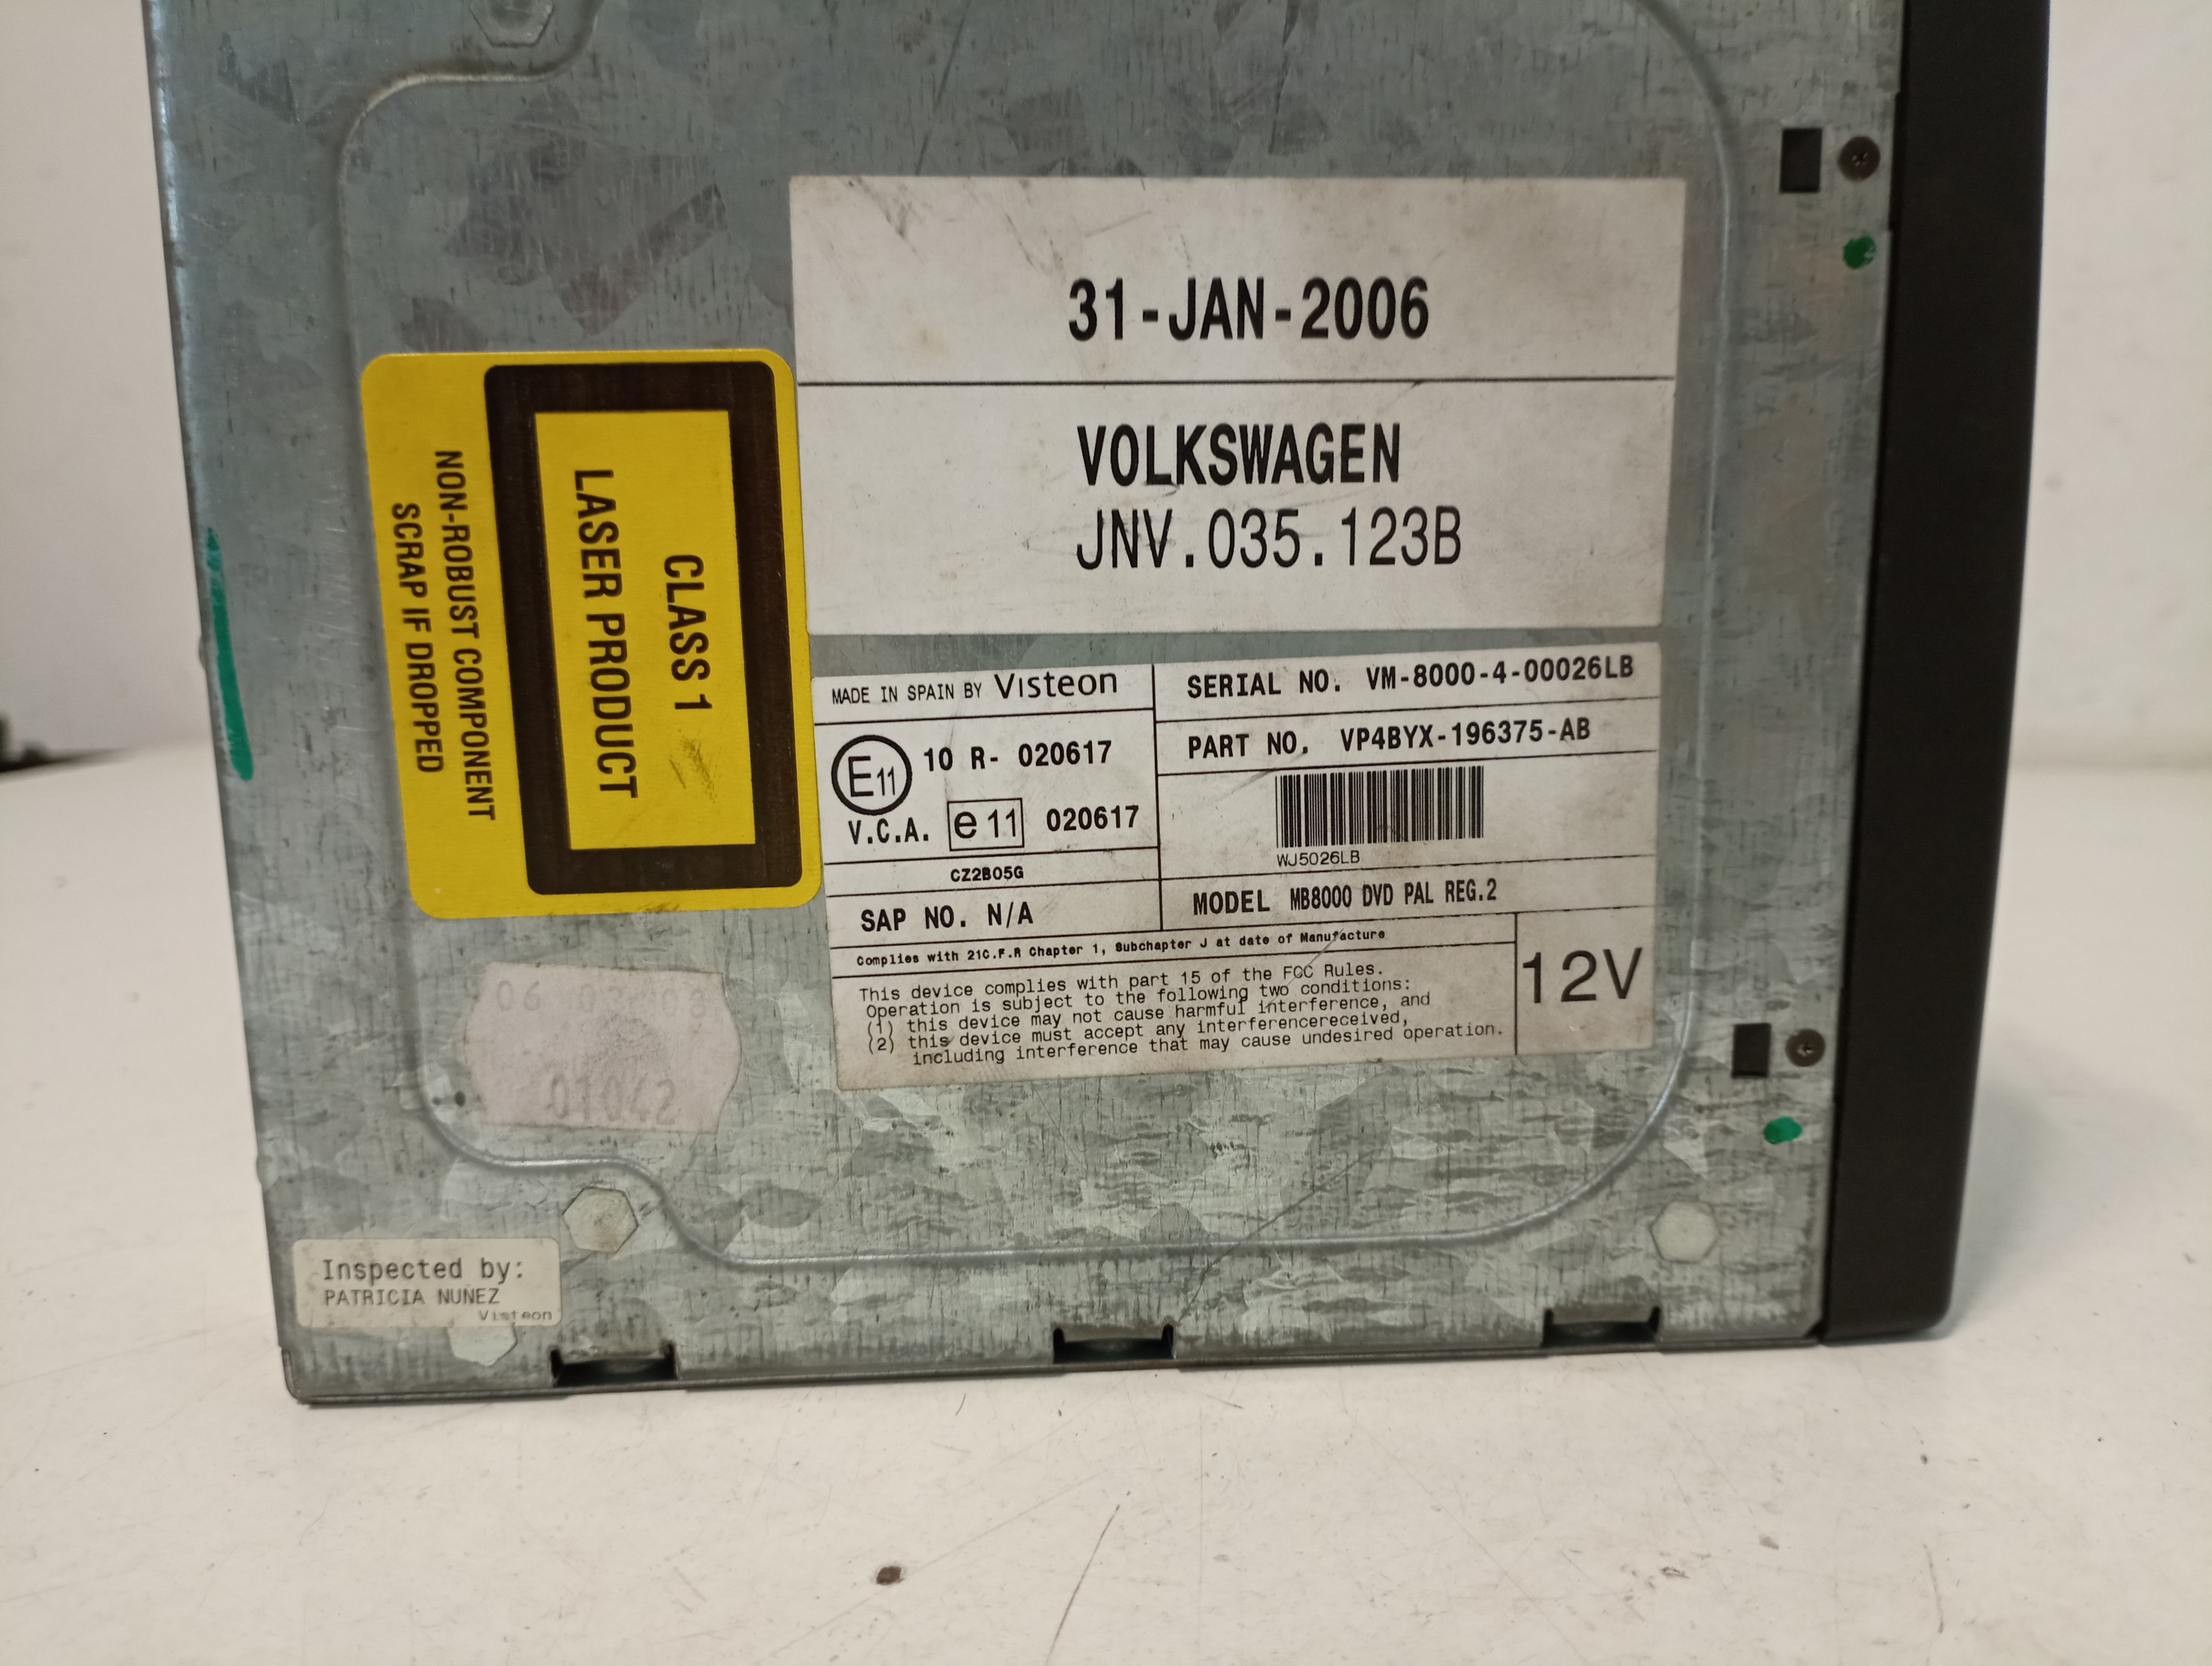 31-JAN-2006
VOLKSWAGEN
JNV.035.123B
CLASS 1
LASER PRODUCT
NON-ROBUST COMPONENT
SCRAP IF DROPPED
MADE IN SPAIN BY Visteon
E11 10 R- 020617
V.C.A. e 11 020617
CZ2B05G
SAP NO. N/A
SERIAL NO. VM-8000-4-00026LB
PART NO. VP4BYX-196375-AB
WJ5026LB
MODEL MB8000 DVD PAL REG.2
Complies with 21C.F.R Chapter 1, Subchapter J at date of Manufacture
This device complies with part 15 of the FCC Rules.
Operation is subject to the following two conditions:
(1) this device may not cause harmful interference, and
(2) this device must accept any interferencereceived,
including interference that may cause undesired operation.
12V
01042
Inspected by:
PATRICIA NUNEZ
Visteon